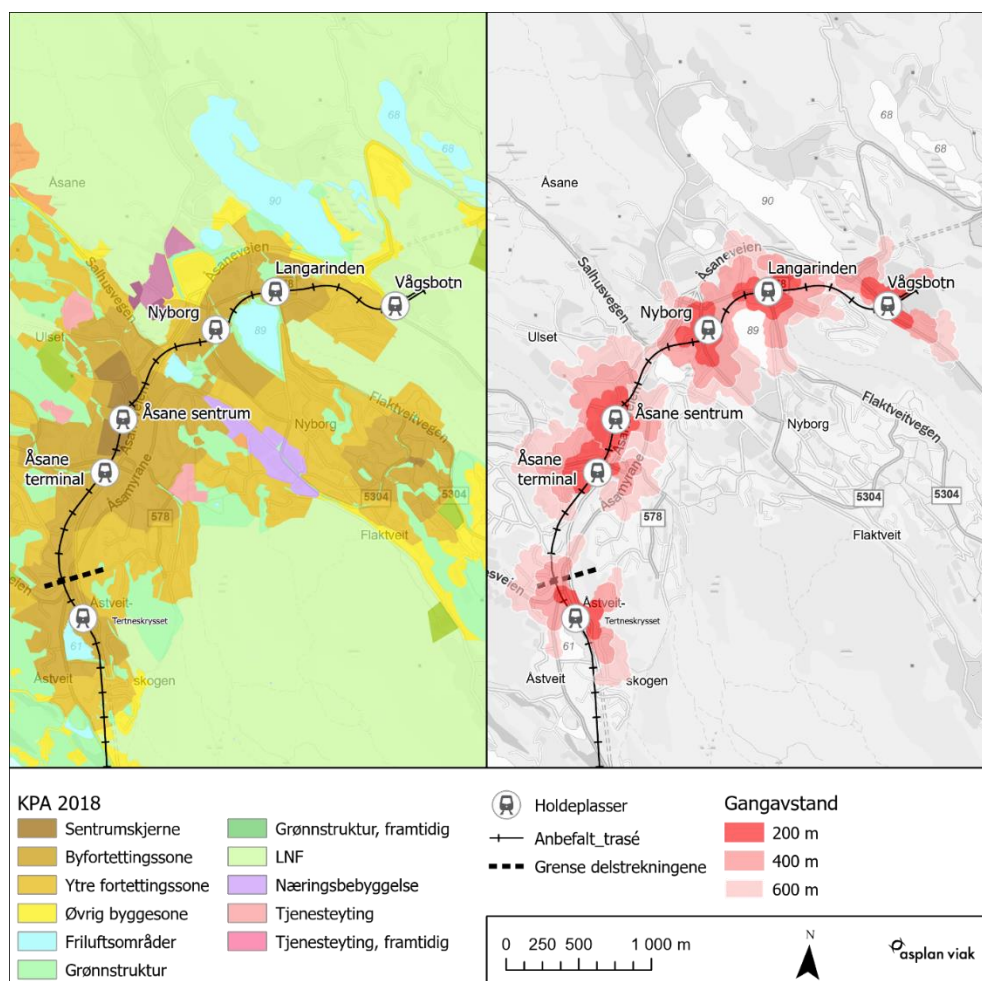 68
68
Åsane
90
Salhusvegen
Åsaneveien
Langarinden
Vågsbotn
Nyborg
89
Ulset
Åsane sentrum
Nyborg
Flaktveitvegen
Åsane
terminal
Åsamyrane
5304
5304
578
Flaktveit
Åstveit-
Tertneskrysset
61
Åstveit
skogen
68
68
Åsane
90
Salhusvegen
Åsaneveien
Langarinden
Vågsbotn
Nyborg
89
Ulset
Åsane sentrum
Nyborg
Flaktveitvegen
Åsane
terminal
Åsamyrane
5304
5304
578
Flaktveit
Åstveit-
Tertneskrysset
61
Åstveit
skogen
KPA 2018
Sentrumskjerne
Byfortettingssone
Ytre fortettingssone
Øvrig byggesone
Friluftsområder
Grønnstruktur
Grønnstruktur, framtidig
LNF
Næringsbebyggelse
Tjenesteyting
Tjenesteyting, framtidig
Holdeplasser
Anbefalt_trasé
Grense delstrekningene
Gangavstand
200 m
400 m
600 m
0 250 500 1 000 m
N
asplan viak